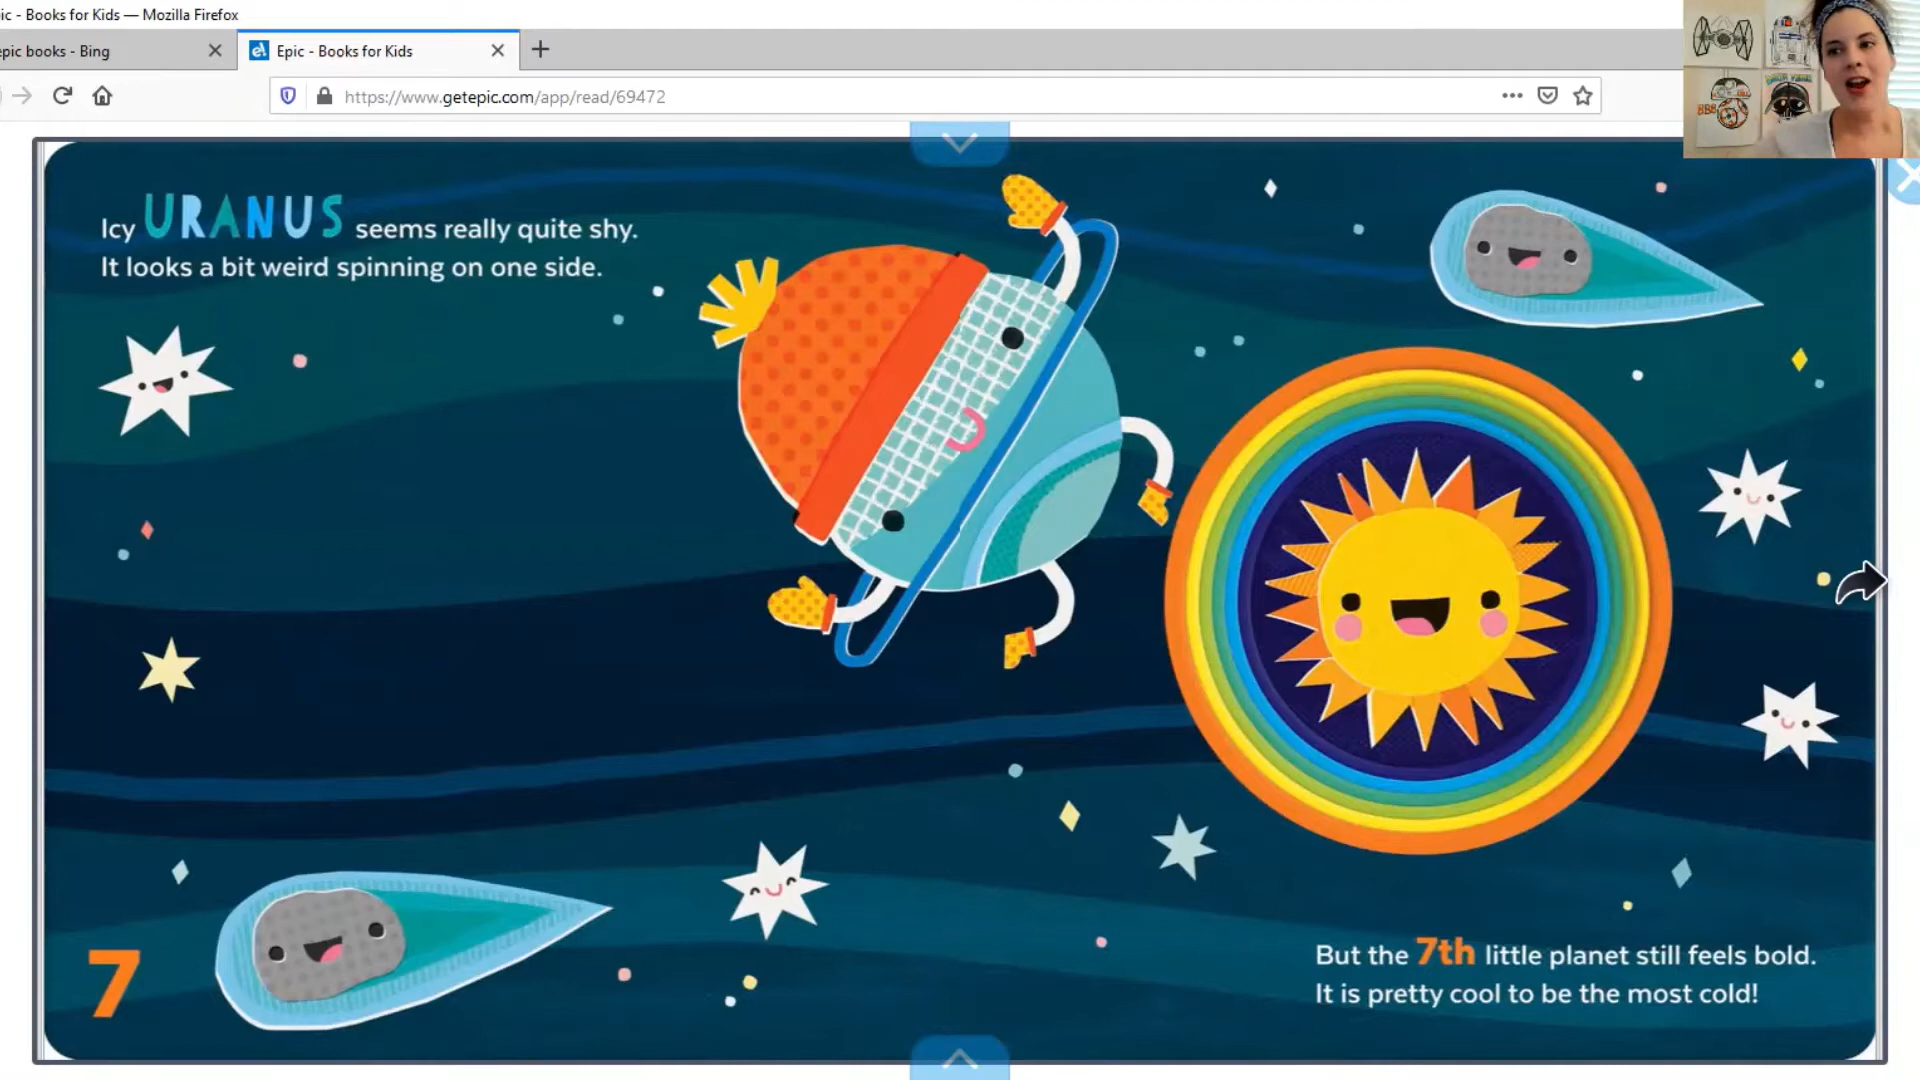 ic - Books for Kids — Mozilla Firefox
epic books - Bing
Epic - Books for Kids
https://www.getepic.com/app/read/69472
BB8
Icy URANUS seems really quite shy.
It looks a bit weird spinning on one side.
7
But the 7th little planet still feels bold.
It is pretty cool to be the most cold!